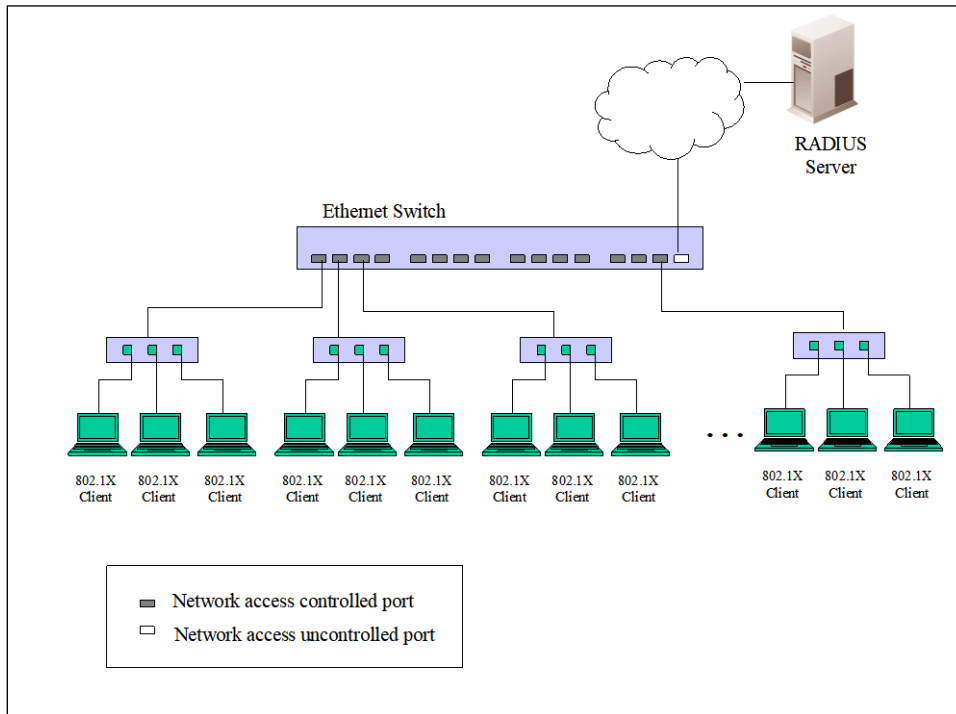 RADIUS
Server
Ethernet Switch
802.1X
Client
802.1X
Client
802.1X
Client
802.1X
Client
802.1X
Client
802.1X
Client
802.1X
Client
802.1X
Client
802.1X
Client
802.1X
Client
802.1X
Client
802.1X
Client
Network access controlled port
Network access uncontrolled port